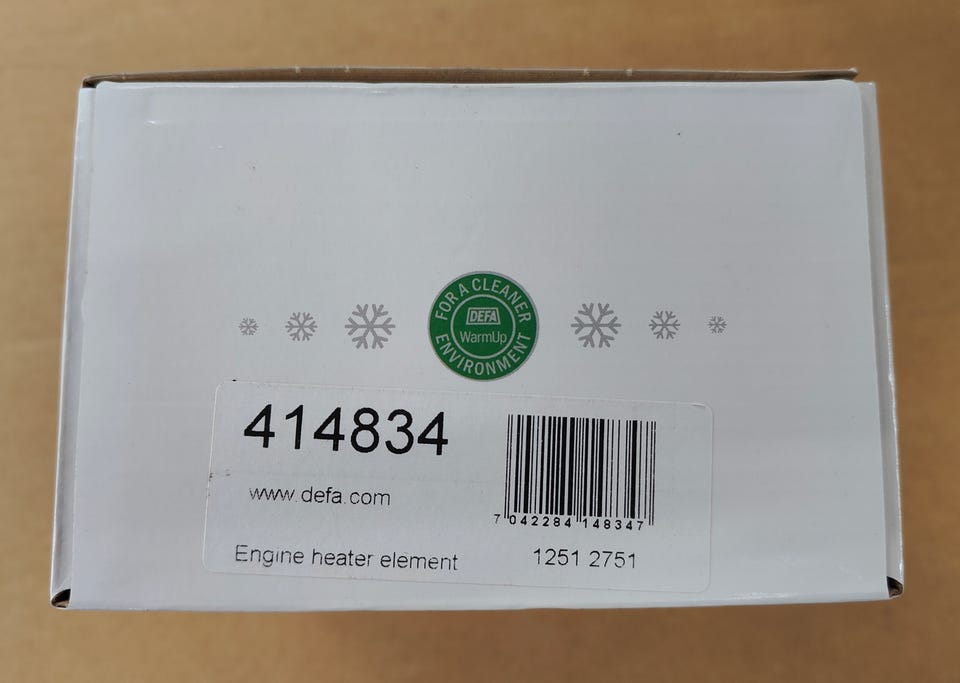 FOR A CLEANER
DEFA
WarmUp
ENVIRONMENT
414834
www.defa.com
7 042284 148347
Engine heater element
1251 2751